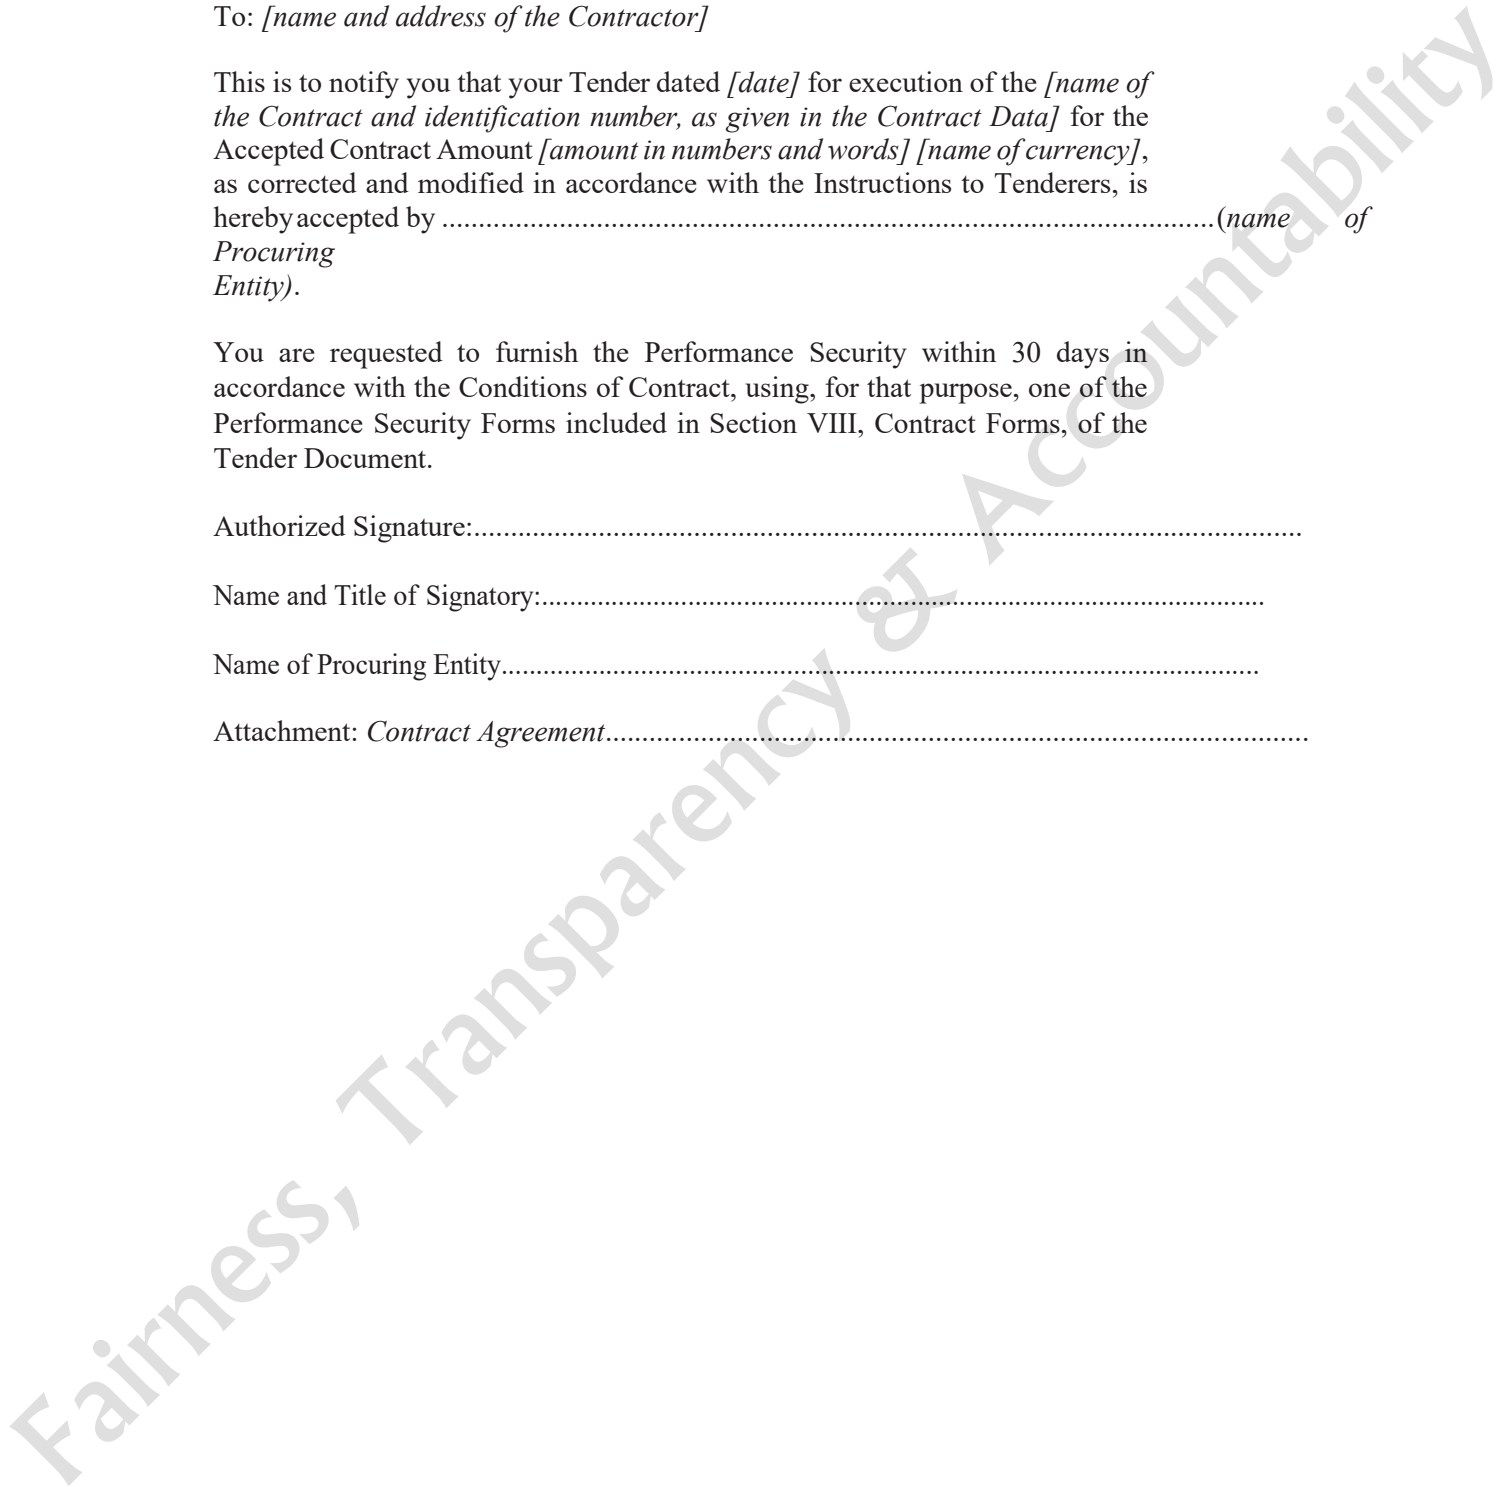 To: [name and address of the Contractor]
This is to notify you that your Tender dated [date] for execution of the [name of
the Contract and identification number, as given in the Contract Data] for the
Accepted Contract Amount [amount in numbers and words] [name of currency],
as corrected and modified in accordance with the Instructions to Tenderers, is
hereby accepted by ..........................................................................................................(name of
Procuring
Entity).
You are requested to furnish the Performance Security within 30 days in
accordance with the Conditions of Contract, using, for that purpose, one of the
Performance Security Forms included in Section VIII, Contract Forms, of the
Tender Document.
Authorized Signature:..................................................................................................................
Name and Title of Signatory:.........................................................................................................
Name of Procuring Entity..............................................................................................................
Attachment: Contract Agreement................................................................................................
Fairness, Transparency & Accountability